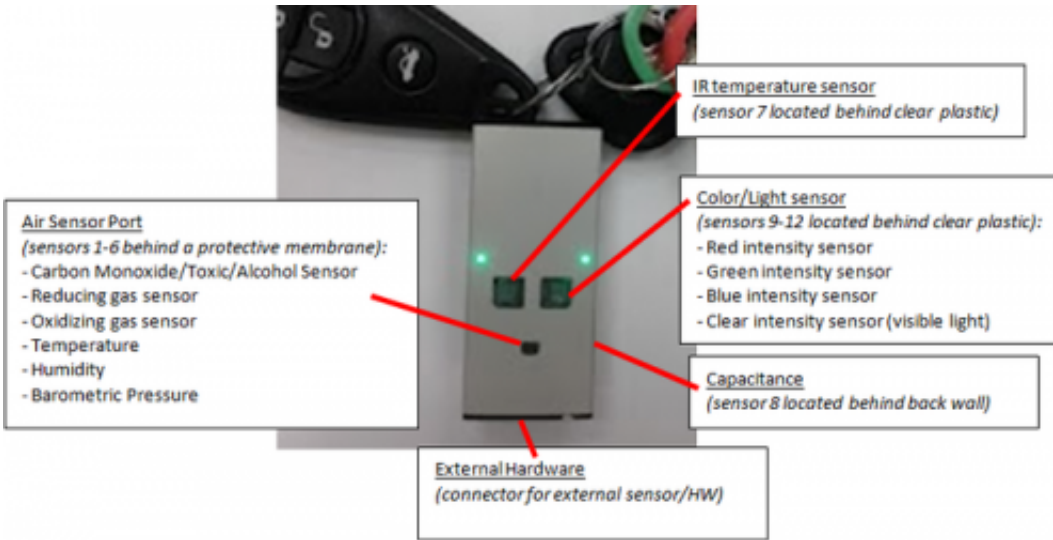 IR temperature sensor
(sensor 7 located behind clear plastic)
Color/Light sensor
(sensors 9-12 located behind clear plastic):
- Red intensity sensor
- Green intensity sensor
- Blue intensity sensor
- Clear intensity sensor (visible light)
Air Sensor Port
(sensors 1-6 behind a protective membrane):
- Carbon Monoxide/Toxic/Alcohol Sensor
- Reducing gas sensor
- Oxidizing gas sensor
- Temperature
- Humidity
- Barometric Pressure
Capacitance
(sensor 8 located behind back wall)
External Hardware
(connector for external sensor/HW)